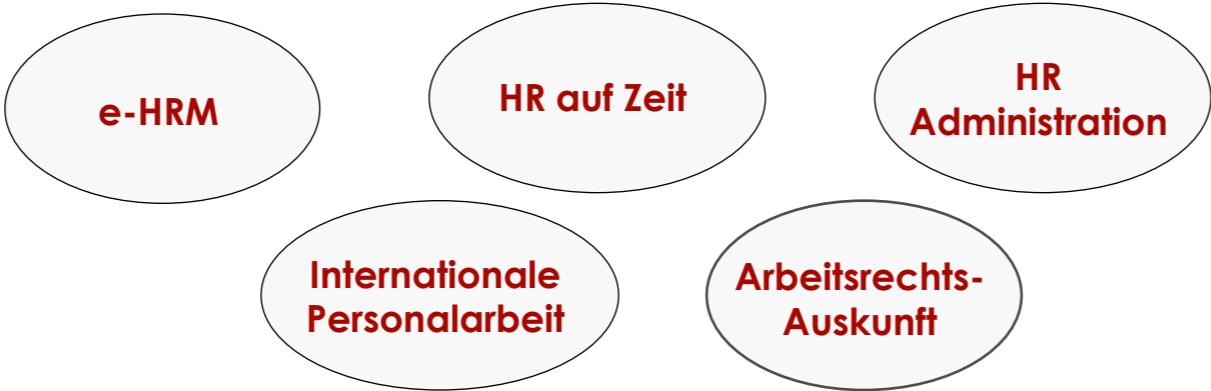 e-HRM
HR auf Zeit
HR
Administration
Internationale
Personalarbeit
Arbeitsrechts-
Auskunft